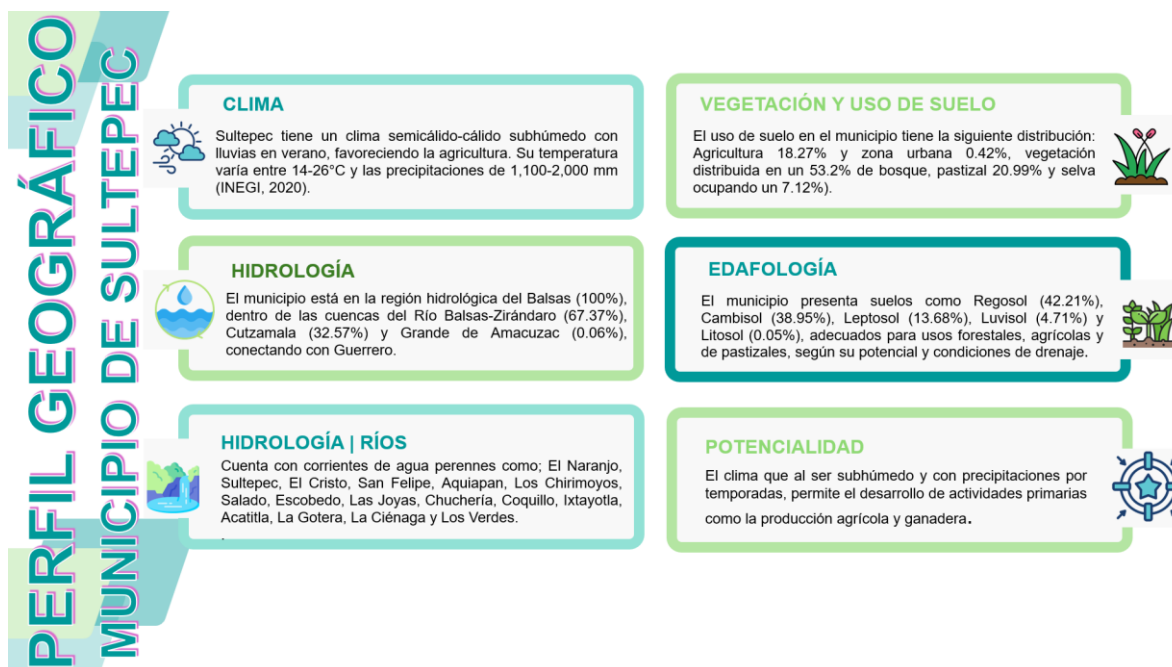 PERFIL GEOGRÁFICO
MUNICIPIO DE SULTEPEC
CLIMA
Sultepec tiene un clima semicálido-cálido subhúmedo con
lluvias en verano, favoreciendo la agricultura. Su temperatura
varía entre 14-26°C y las precipitaciones de 1,100-2,000 mm
(INEGI, 2020).
VEGETACIÓN Y USO DE SUELO
El uso de suelo en el municipio tiene la siguiente distribución:
Agricultura 18.27% y zona urbana 0.42%, vegetación
distribuida en un 53.2% de bosque, pastizal 20.99% y selva
ocupando un 7.12%).
HIDROLOGÍA
El municipio está en la región hidrológica del Balsas (100%),
dentro de las cuencas del Río Balsas-Zirándaro (67.37%),
Cutzamala (32.57%) y Grande de Amacuzac (0.06%),
conectando con Guerrero.
EDAFOLOGÍA
El municipio presenta suelos como Regosol (42.21%),
Cambisol (38.95%), Leptosol (13.68%), Luvisol (4.71%) y
Litosol (0.05%), adecuados para usos forestales, agrícolas y
de pastizales, según su potencial y condiciones de drenaje.
HIDROLOGÍA | RÍOS
Cuenta con corrientes de agua perennes como; El Naranjo,
Sultepec, El Cristo, San Felipe, Aquiapan, Los Chirimoyos,
Salado, Escobedo, Las Joyas, Chuchería, Coquillo, Ixtayotla,
Acatitla, La Gotera, La Ciénaga y Los Verdes.
.
POTENCIALIDAD
El clima que al ser subhúmedo y con precipitaciones por
temporadas, permite el desarrollo de actividades primarias
como la producción agrícola y ganadera.